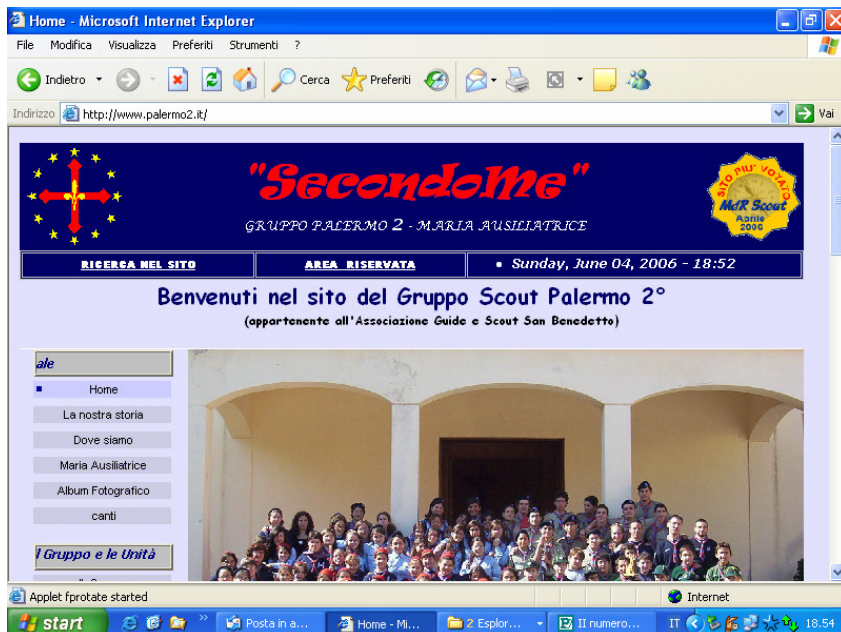 Home - Microsoft Internet Explorer
File Modifica Visualizza Preferiti Strumenti ?
Indietro Cerca Preferiti
Indirizzo http://www.palermo2.it/ Vai
"SecondoMe"
GRUPPO PALERMO 2 - MARIA AUSILIATRICE
SITO PIU' VOTATO
MdR Scout
Aprile
2006
RICERCA NEL SITO AREA RISERVATA • Sunday, June 04, 2006 - 18:52
Benvenuti nel sito del Gruppo Scout Palermo 2°
(appartenente all'Associazione Guide e Scout San Benedetto)
ale
Home
La nostra storia
Dove siamo
Maria Ausiliatrice
Album Fotografico
canti
l Gruppo e le Unità
Applet fprotate started Internet
start Posta in a... Home - Mi... 2 Esplor... II numero... IT 18.54